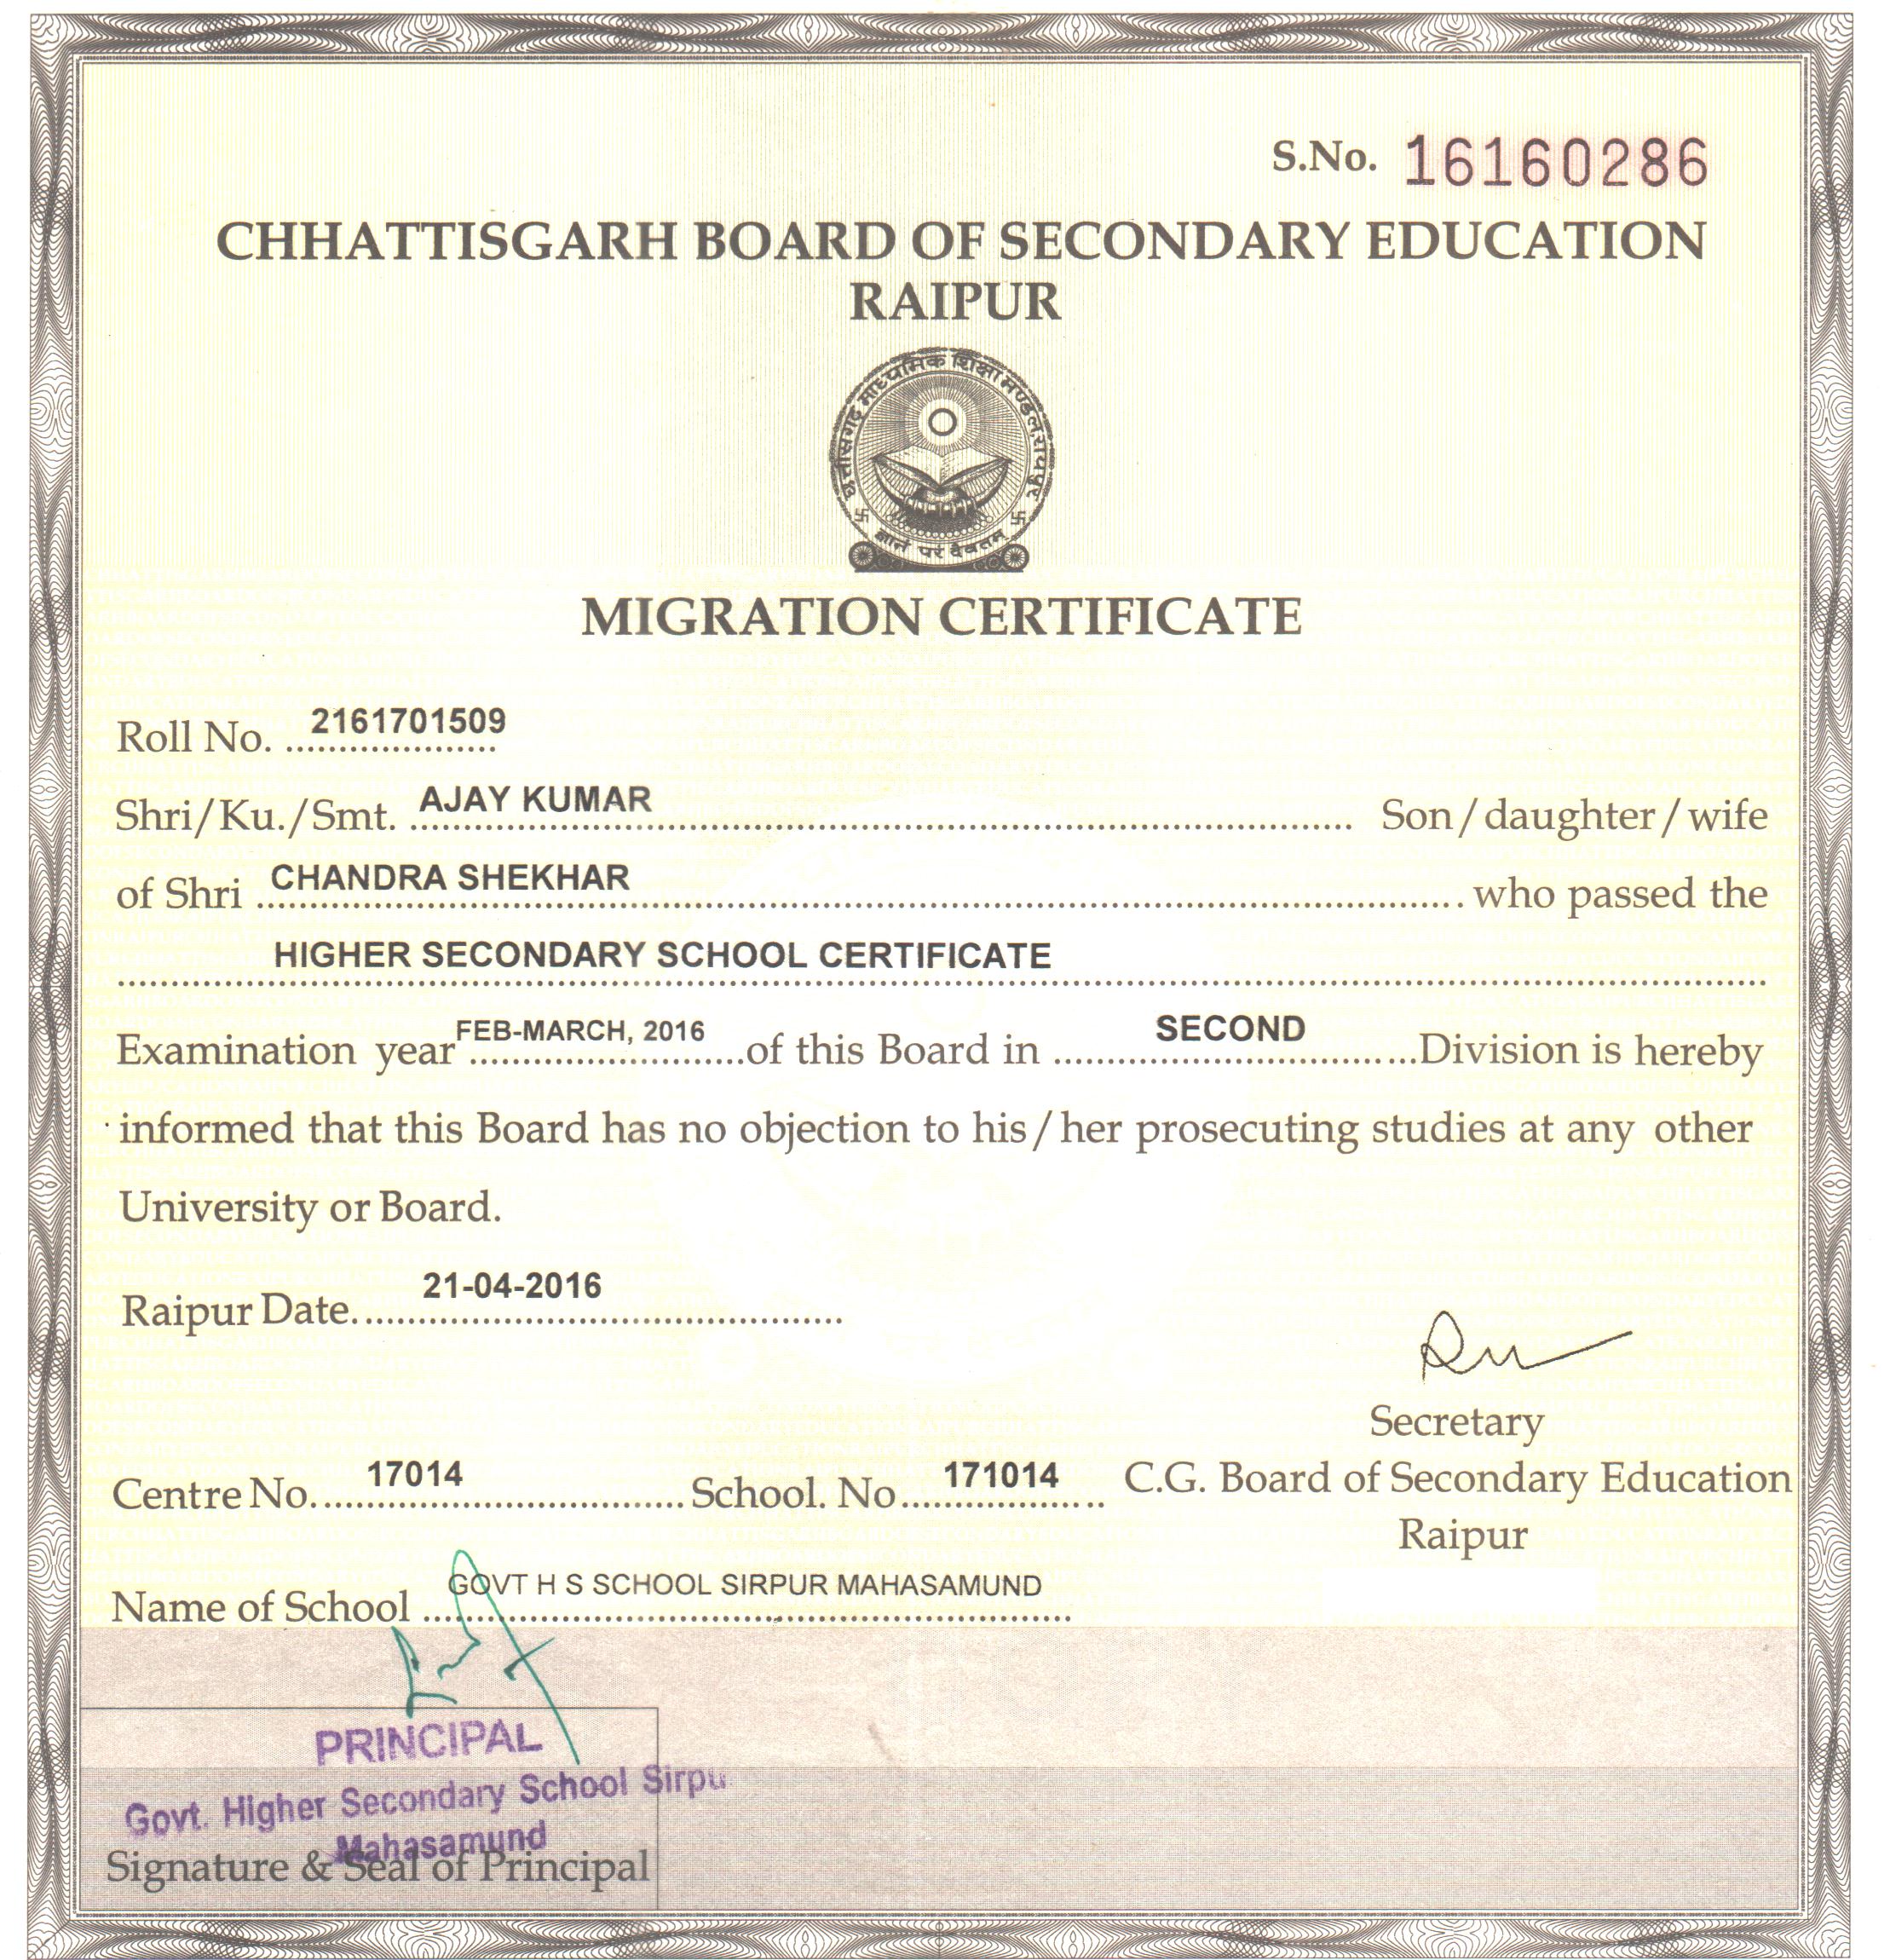 S.No. 16160286
CHHATTISGARH BOARD OF SECONDARY EDUCATION
RAIPUR
छत्तीसगढ़ माध्यमिक शिक्षा मण्डल, रायपुर
ज्ञानं परं दैवतम्
MIGRATION CERTIFICATE
Roll No. 2161701509
Shri/Ku./Smt. AJAY KUMAR Son/daughter/wife
of Shri CHANDRA SHEKHAR who passed the
HIGHER SECONDARY SCHOOL CERTIFICATE
Examination year FEB-MARCH, 2016 of this Board in SECOND Division is hereby
informed that this Board has no objection to his/her prosecuting studies at any other
University or Board.
Raipur Date. 21-04-2016
Secretary
Centre No. 17014 School. No 171014 C.G. Board of Secondary Education
Raipur
Name of School GOVT H S SCHOOL SIRPUR MAHASAMUND
PRINCIPAL
Govt. Higher Secondary School Sirpu
Mahasamund
Signature & Seal of Principal